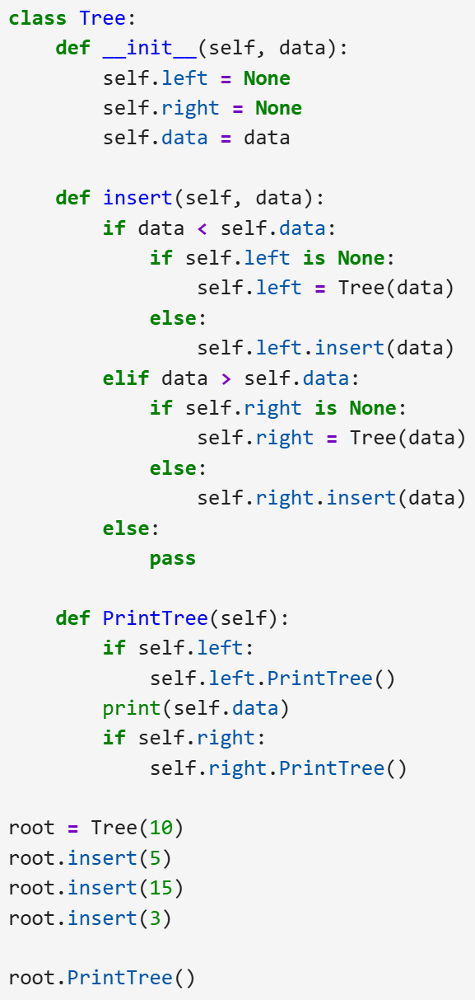 class Tree:
    def __init__(self, data):
        self.left = None
        self.right = None
        self.data = data

    def insert(self, data):
        if data < self.data:
            if self.left is None:
                self.left = Tree(data)
            else:
                self.left.insert(data)
        elif data > self.data:
            if self.right is None:
                self.right = Tree(data)
            else:
                self.right.insert(data)
        else:
            pass

    def PrintTree(self):
        if self.left:
            self.left.PrintTree()
        print(self.data)
        if self.right:
            self.right.PrintTree()

root = Tree(10)
root.insert(5)
root.insert(15)
root.insert(3)

root.PrintTree()